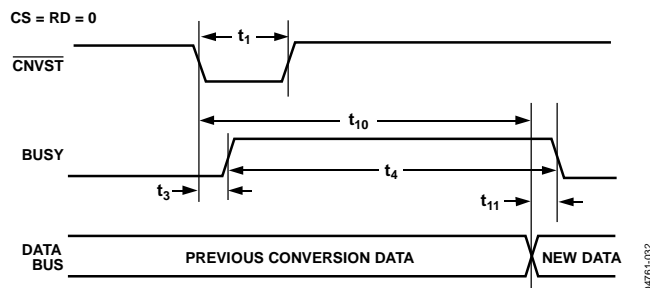 CS = RD = 0
t1
CNVST
t10
BUSY
t4
t3
t11
DATA
BUS
PREVIOUS CONVERSION DATA
NEW DATA
04761-032